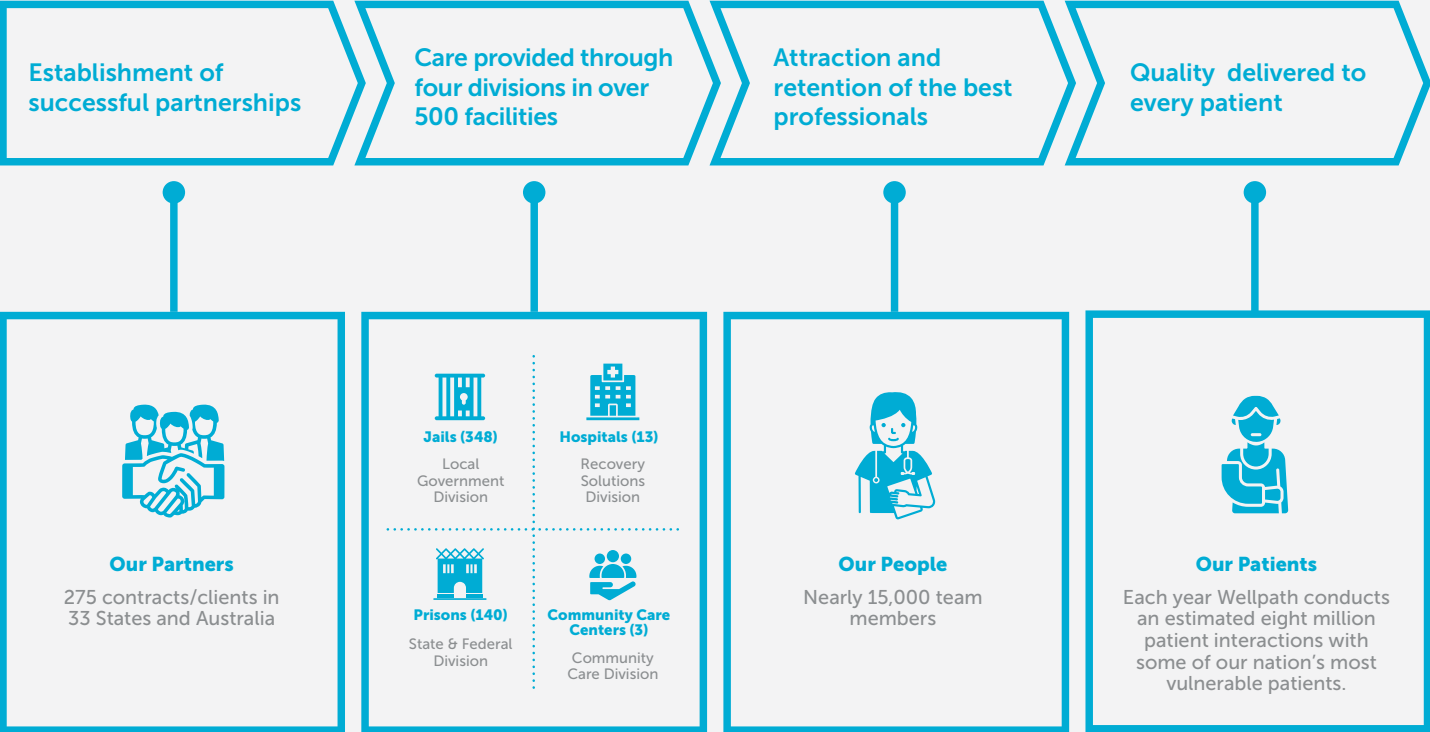 Establishment of
successful partnerships
Care provided through
four divisions in over
500 facilities
Attraction and
retention of the best
professionals
Quality delivered to
every patient
Our Partners
275 contracts/clients in
33 States and Australia
Jails (348)
Local
Government
Division
Hospitals (13)
Recovery
Solutions
Division
Prisons (140)
State & Federal
Division
Community Care
Centers (3)
Community
Care Division
Our People
Nearly 15,000 team
members
Our Patients
Each year Wellpath conducts
an estimated eight million
patient interactions with
some of our nation's most
vulnerable patients.